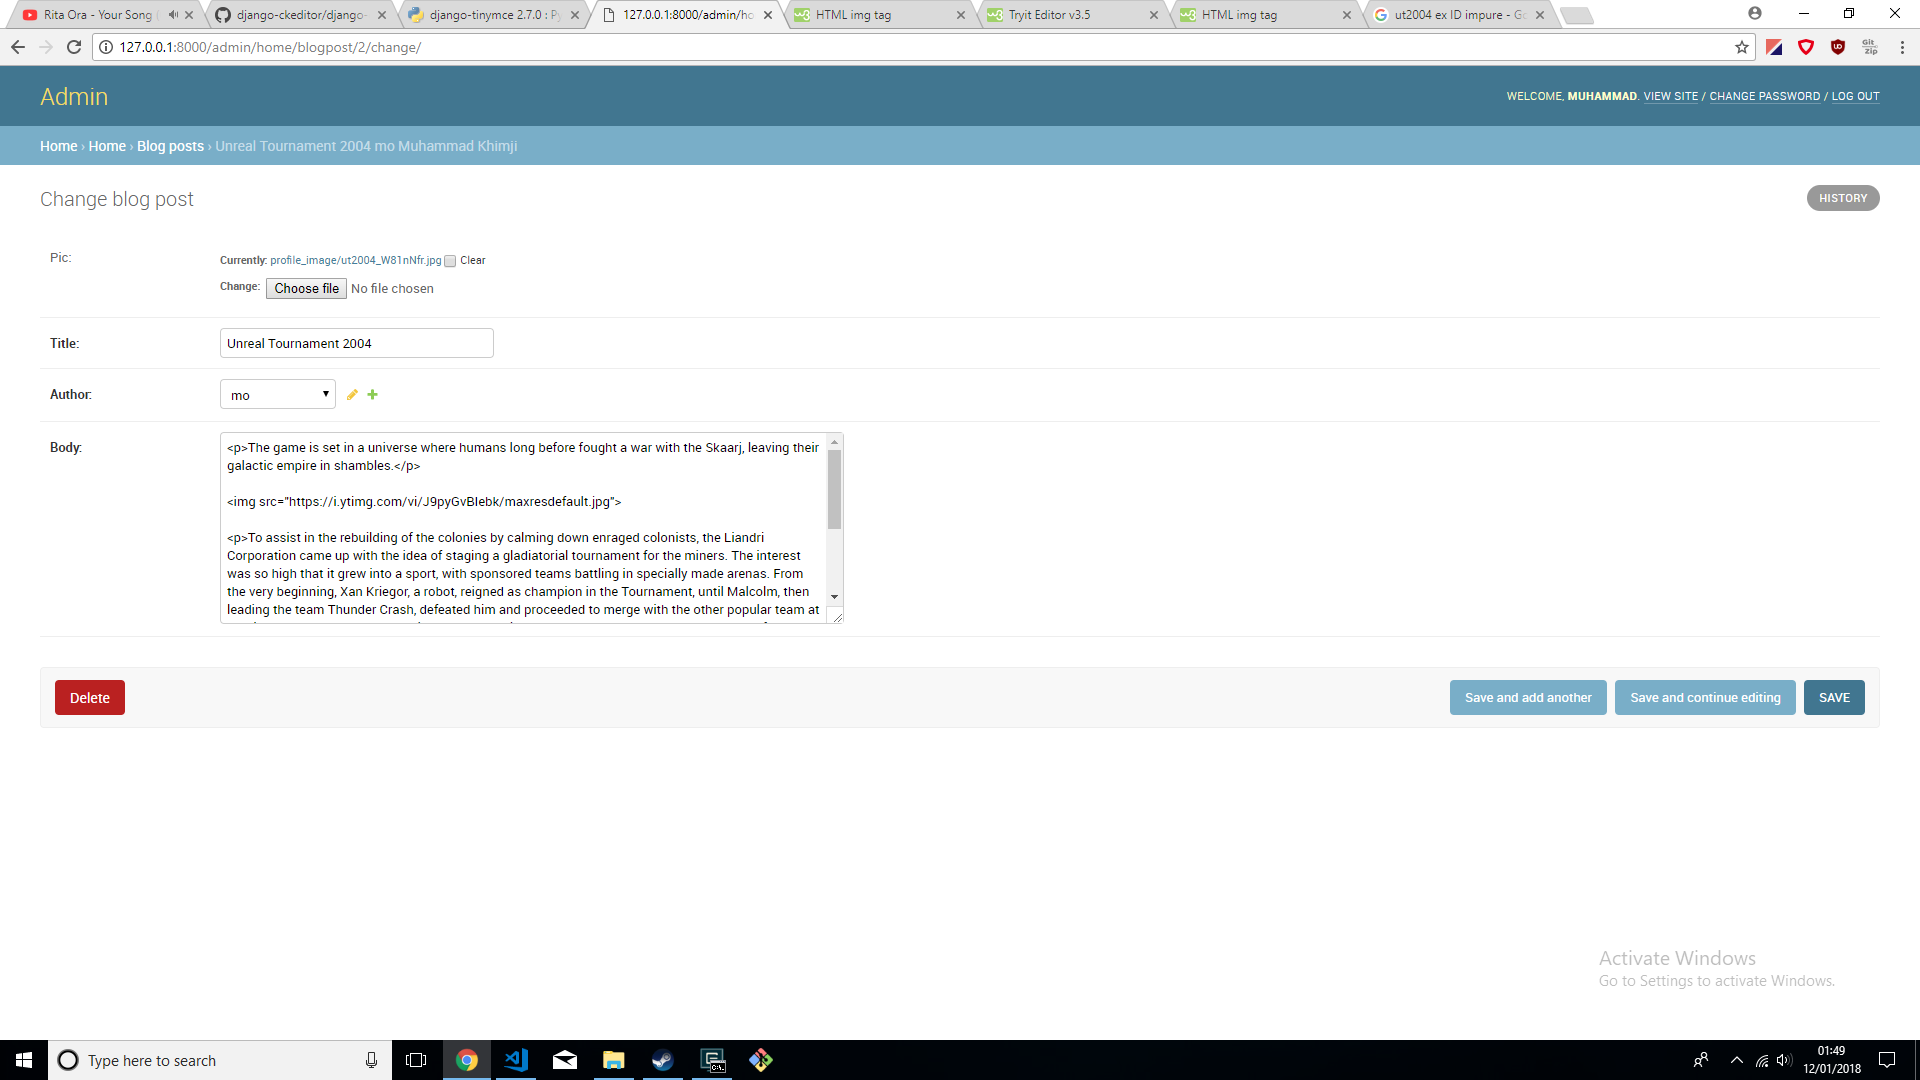 Rita Ora - Your Song
django-ckeditor/django-
django-tinymce 2.7.0 : Py
127.0.0.1:8000/admin/ho
HTML img tag
Tryit Editor v3.5
HTML img tag
ut2004 ex ID impure - Go
127.0.0.1:8000/admin/home/blogpost/2/change/
Git Zip
Admin
WELCOME, MUHAMMAD. VIEW SITE / CHANGE PASSWORD / LOG OUT
Home › Home › Blog posts › Unreal Tournament 2004 mo Muhammad Khimji
Change blog post
HISTORY
Pic:
Currently: profile_image/ut2004_W81nNfr.jpg Clear
Change: Choose file No file chosen
Title:
Unreal Tournament 2004
Author:
mo
Body:
<p>The game is set in a universe where humans long before fought a war with the Skaarj, leaving their
galactic empire in shambles.</p>
<img src="https://i.ytimg.com/vi/J9pyGvBIebk/maxresdefault.jpg">
<p>To assist in the rebuilding of the colonies by calming down enraged colonists, the Liandri
Corporation came up with the idea of staging a gladiatorial tournament for the miners. The interest
was so high that it grew into a sport, with sponsored teams battling in specially made arenas. From
the very beginning, Xan Kriegor, a robot, reigned as champion in the Tournament, until Malcolm, then
leading the team Thunder Crash, defeated him and proceeded to merge with the other popular team at
Delete
Save and add another
Save and continue editing
SAVE
Activate Windows
Go to Settings to activate Windows.
Type here to search
01:49
12/01/2018